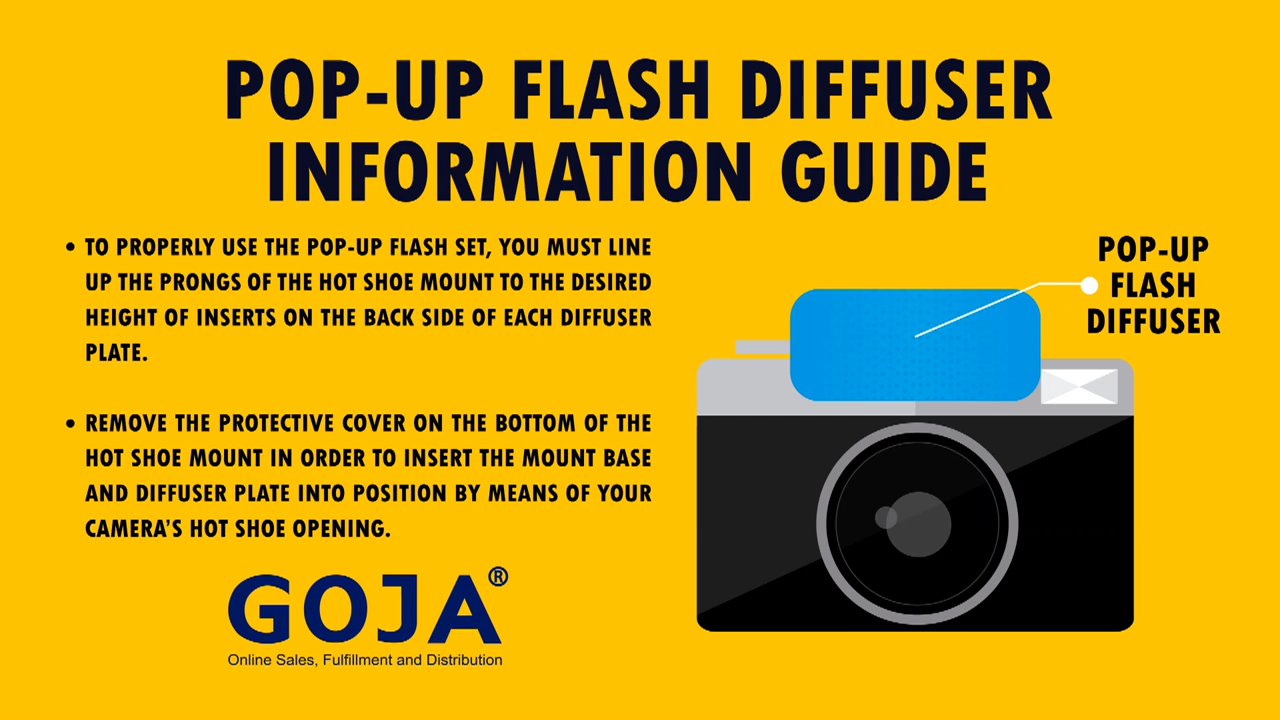 POP-UP FLASH DIFFUSER
INFORMATION GUIDE
• TO PROPERLY USE THE POP-UP FLASH SET, YOU MUST LINE
UP THE PRONGS OF THE HOT SHOE MOUNT TO THE DESIRED
HEIGHT OF INSERTS ON THE BACK SIDE OF EACH DIFFUSER
PLATE.
• REMOVE THE PROTECTIVE COVER ON THE BOTTOM OF THE
HOT SHOE MOUNT IN ORDER TO INSERT THE MOUNT BASE
AND DIFFUSER PLATE INTO POSITION BY MEANS OF YOUR
CAMERA'S HOT SHOE OPENING.
GOJA®
Online Sales, Fulfillment and Distribution
POP-UP
FLASH
DIFFUSER